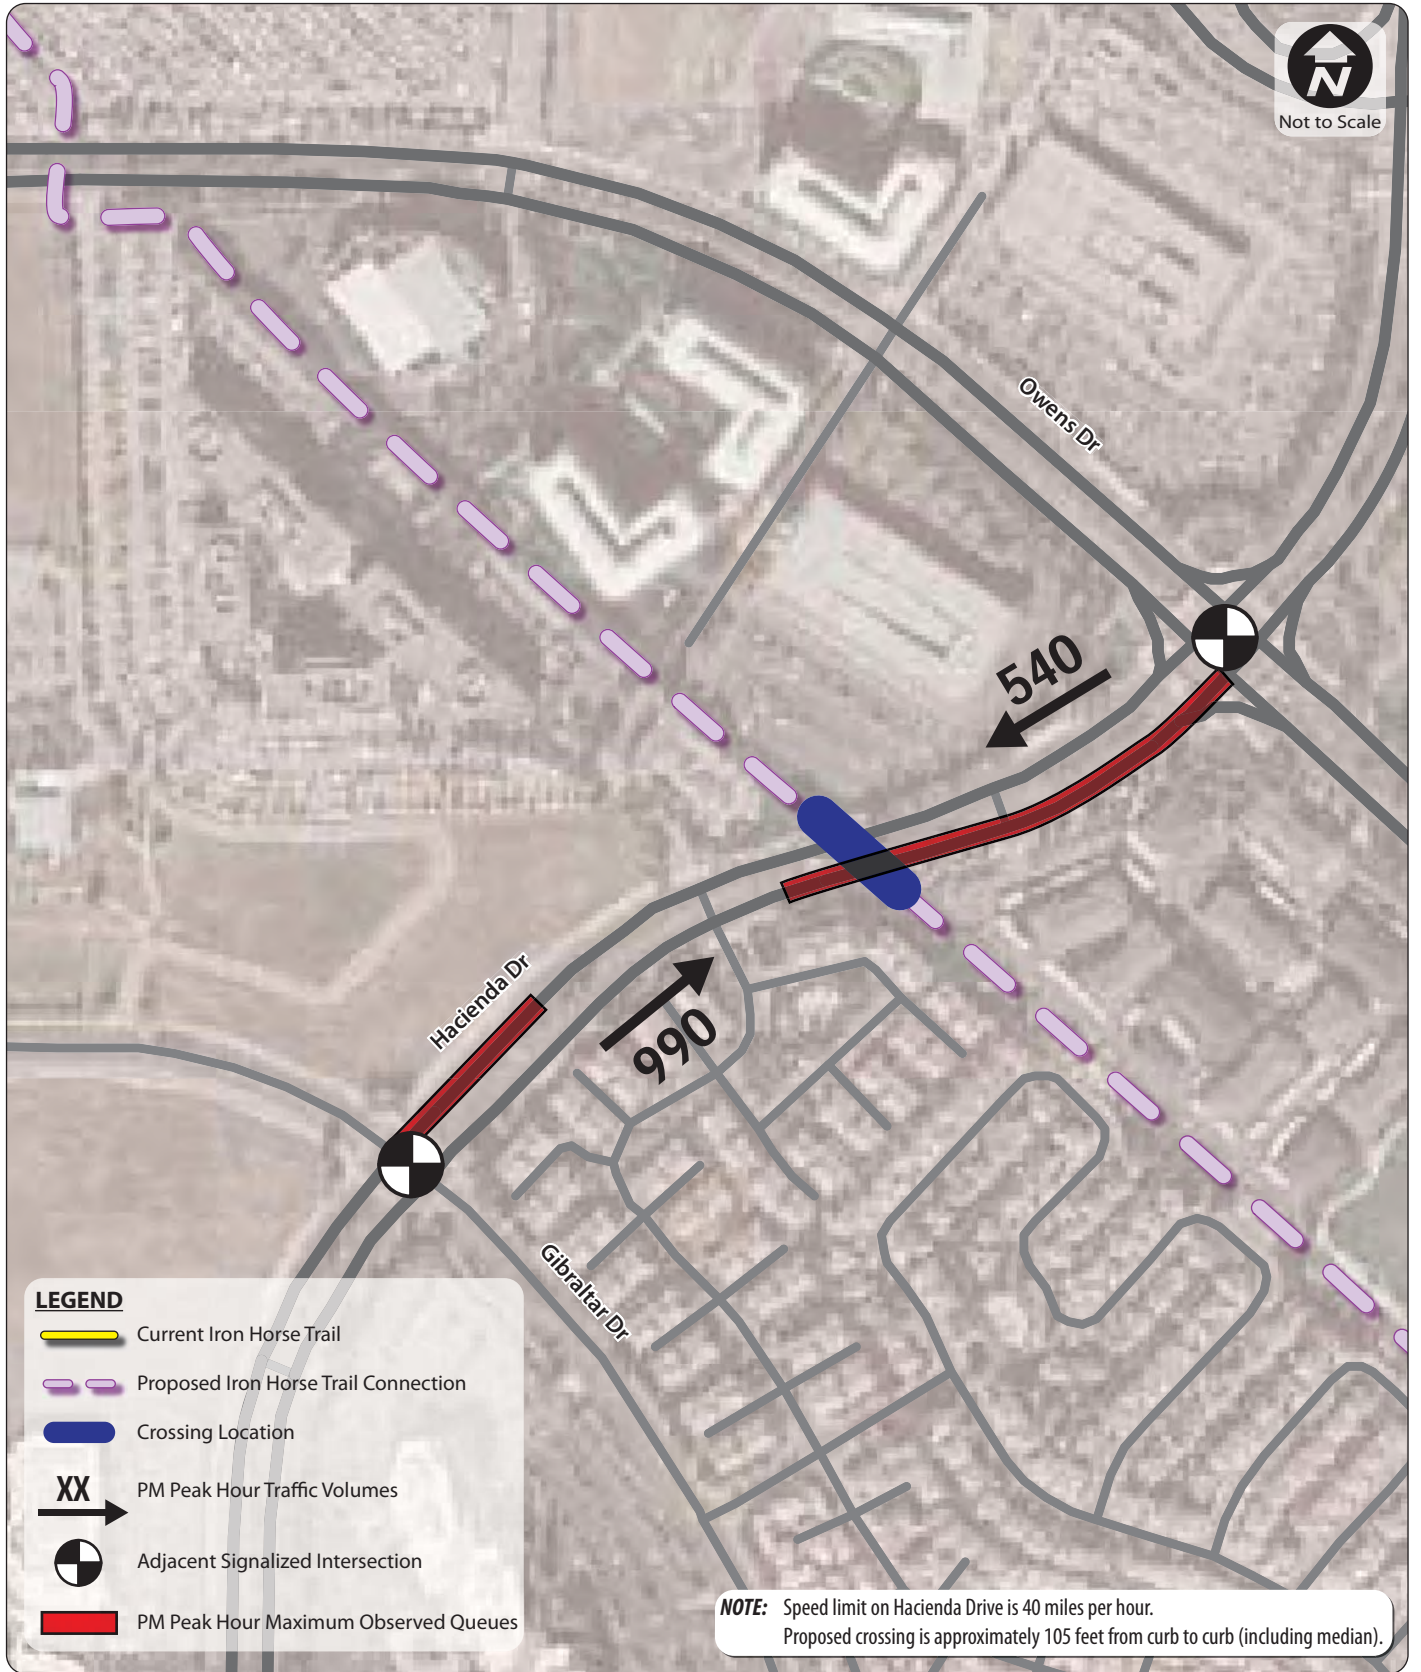 N
Not to Scale
Owens Dr
540
Hacienda Dr
990
Gibraltar Dr
LEGEND
Current Iron Horse Trail
Proposed Iron Horse Trail Connection
Crossing Location
XX
PM Peak Hour Traffic Volumes
Adjacent Signalized Intersection
PM Peak Hour Maximum Observed Queues
NOTE: Speed limit on Hacienda Drive is 40 miles per hour.
Proposed crossing is approximately 105 feet from curb to curb (including median).